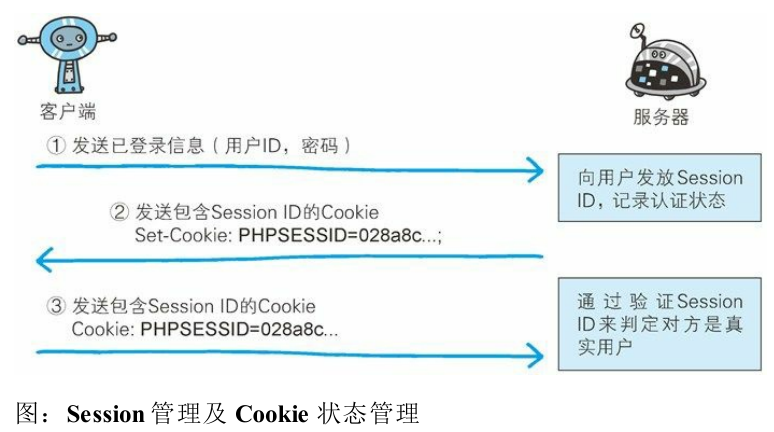 客户端
服务器
① 发送已登录信息（用户ID，密码）
向用户发放Session
ID，记录认证状态
② 发送包含Session ID的Cookie
Set-Cookie: PHPSESSID=028a8c...;
③ 发送包含Session ID的Cookie
Cookie: PHPSESSID=028a8c...
通过验证Session
ID来判定对方是真
实用户
图：Session 管理及 Cookie 状态管理